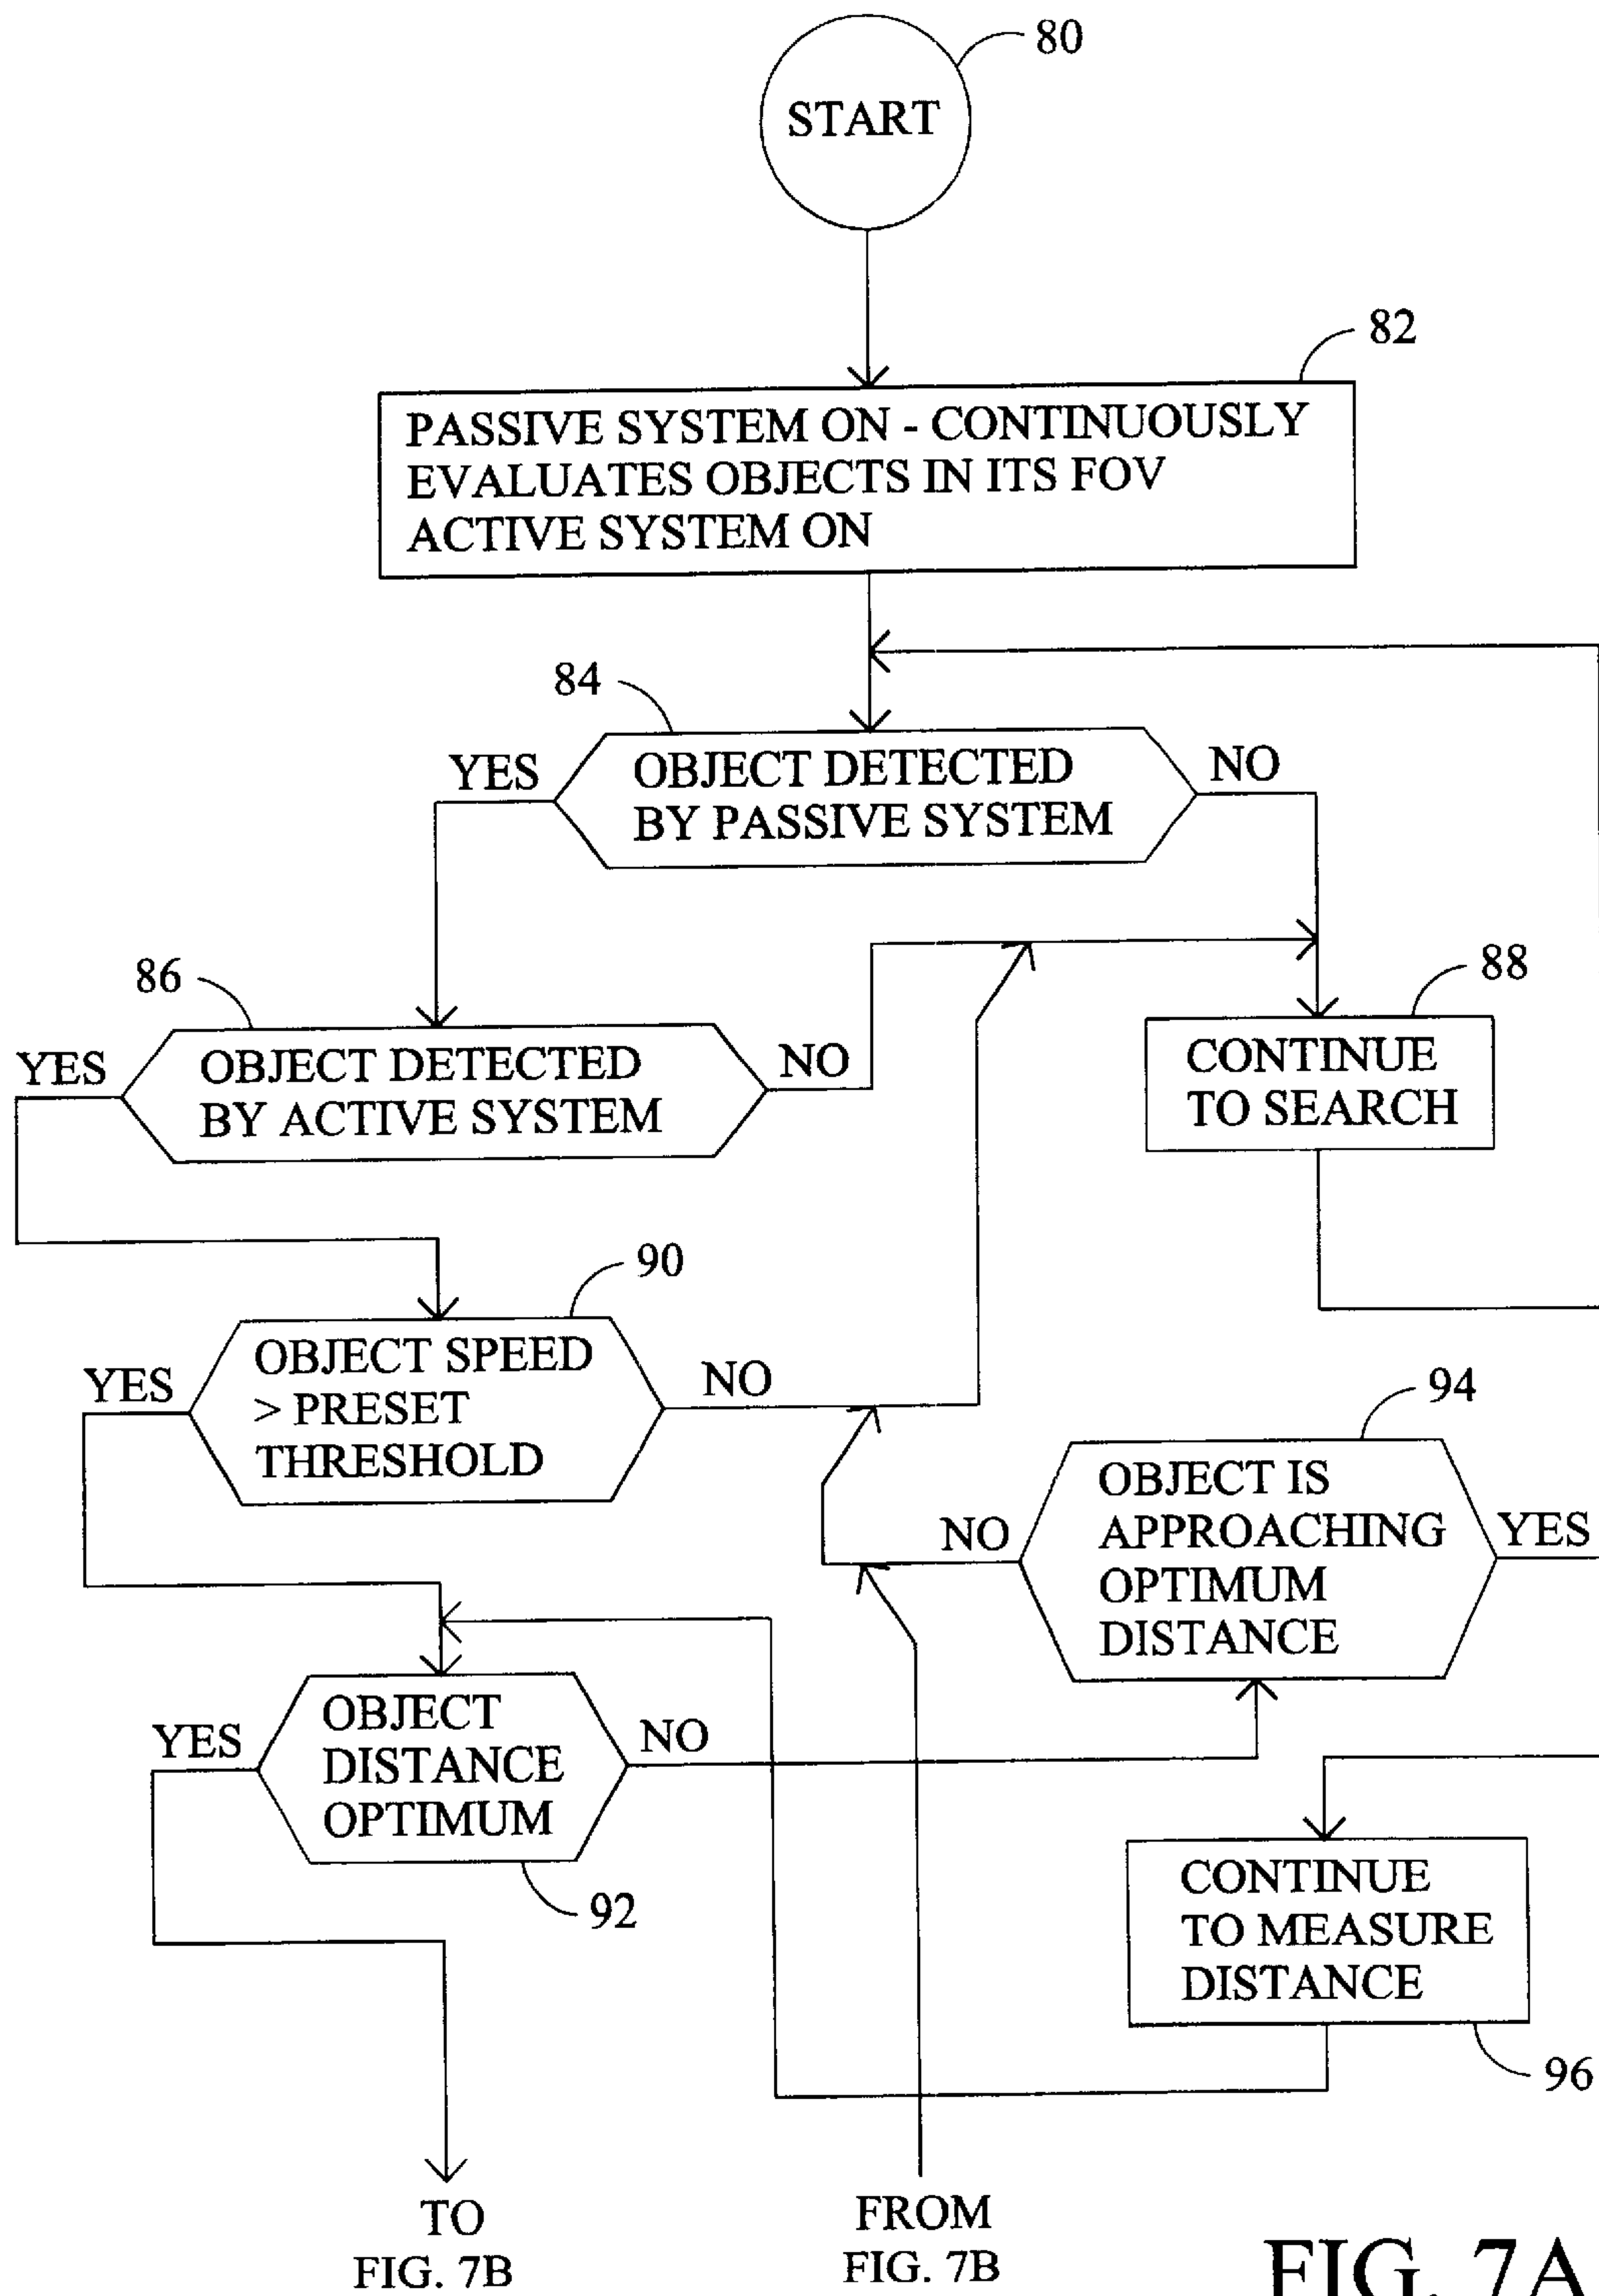 80
START
82
PASSIVE SYSTEM ON - CONTINUOUSLY
EVALUATES OBJECTS IN ITS FOV
ACTIVE SYSTEM ON
84
YES
OBJECT DETECTED
BY PASSIVE SYSTEM
NO
86
YES
OBJECT DETECTED
BY ACTIVE SYSTEM
NO
88
CONTINUE
TO SEARCH
90
YES
OBJECT SPEED
> PRESET
THRESHOLD
NO
94
NO
OBJECT IS
APPROACHING
OPTIMUM
DISTANCE
YES
YES
OBJECT
DISTANCE
OPTIMUM
NO
92
CONTINUE
TO MEASURE
DISTANCE
96
TO
FIG. 7B
FROM
FIG. 7B
FIG. 7A